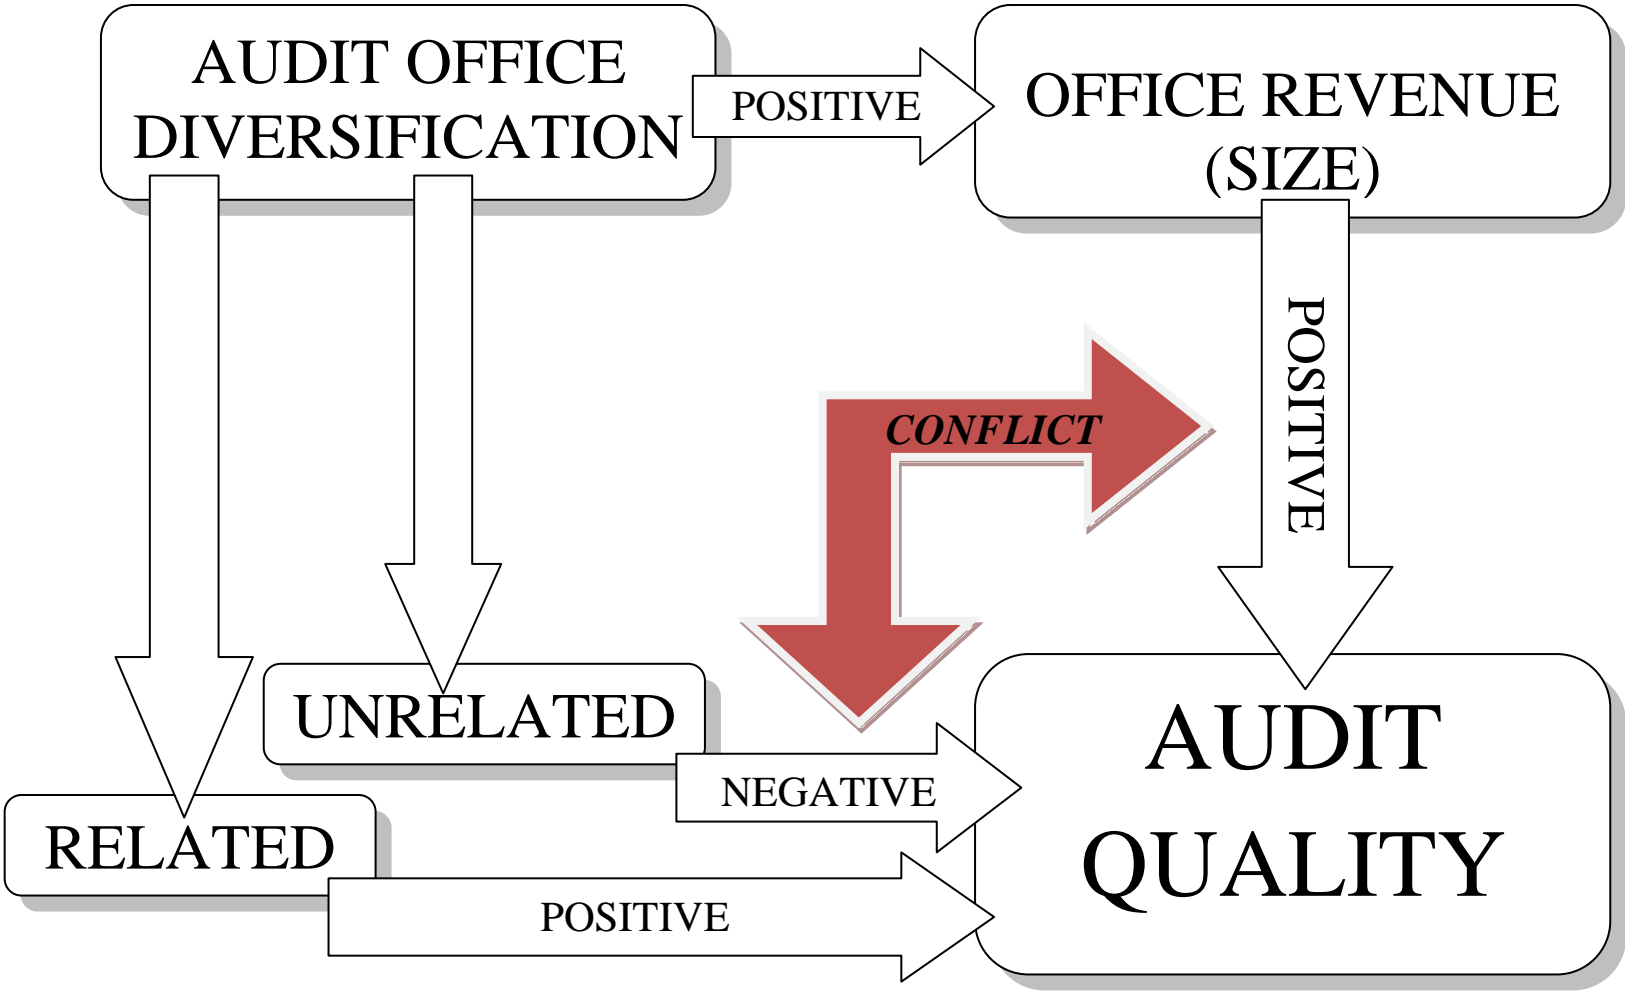 AUDIT OFFICE
DIVERSIFICATION
POSITIVE
OFFICE REVENUE
(SIZE)
POSITIVE
CONFLICT
UNRELATED
NEGATIVE
RELATED
POSITIVE
AUDIT
QUALITY